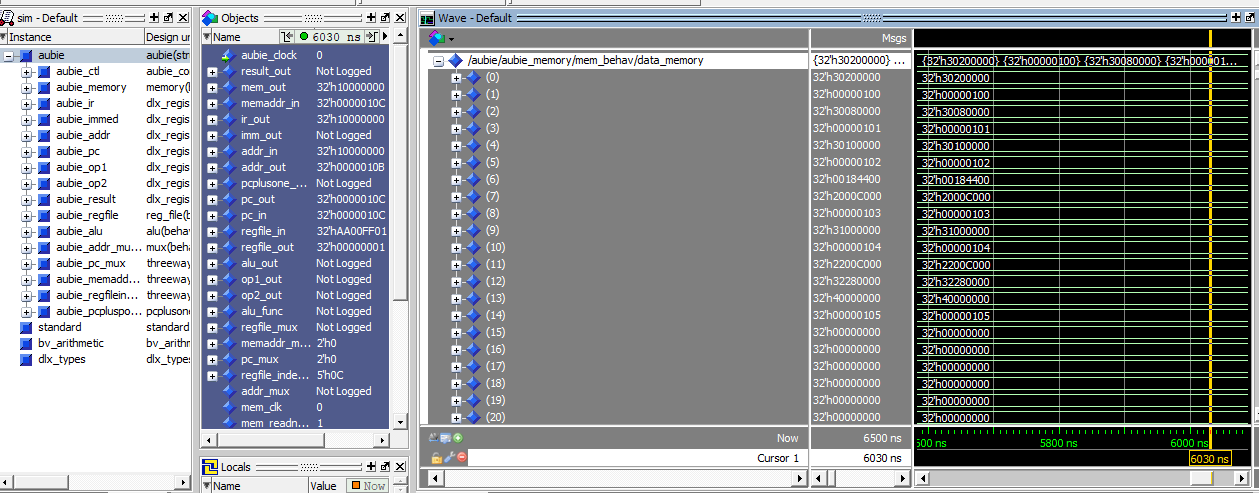 sim - Default
Instance Design un
aubie aubie(str
aubie_ctl aubie_co
aubie_memory memory(l
aubie_ir dlx_regis
aubie_immed dlx_regis
aubie_addr dlx_regis
aubie_pc dlx_regis
aubie_op1 dlx_regis
aubie_op2 dlx_regis
aubie_result dlx_regis
aubie_regfile reg_file(b
aubie_alu alu(behav
aubie_addr_mu... mux(beha
aubie_pc_mux threeway
aubie_memadd... threeway
aubie_regfilein... threeway
aubie_pcpluspo... pcplusone
standard standard
bv_arithmetic bv_arithm
dlx_types dlx_types
Objects
Name 6030 ns
aubie_clock 0
result_out Not Logged
mem_out 32'h10000000
memaddr_in 32'h0000010C
ir_out 32'h10000000
imm_out Not Logged
addr_in 32'h10000000
addr_out 32'h0000010B
pcplusone_... Not Logged
pc_out 32'h0000010C
pc_in 32'h0000010C
regfile_in 32'hAA00FF01
regfile_out 32'h00000001
alu_out Not Logged
op1_out Not Logged
op2_out Not Logged
alu_func Not Logged
regfile_mux Not Logged
memaddr_m... 2'h0
pc_mux 2'h0
regfile_inde... 5'h0C
addr_mux Not Logged
mem_clk 0
mem_readn... 1
Locals
Name Value Now
Wave - Default
Msgs
/aubie/aubie_memory/mem_behav/data_memory {32'h30200000} ... {32'h30200000} {32'h00000100} {32'h30080000} {32'h000001...
(0) 32'h30200000 32'h30200000
(1) 32'h00000100 32'h00000100
(2) 32'h30080000 32'h30080000
(3) 32'h00000101 32'h00000101
(4) 32'h30100000 32'h30100000
(5) 32'h00000102 32'h00000102
(6) 32'h00184400 32'h00184400
(7) 32'h2000C000 32'h2000C000
(8) 32'h00000103 32'h00000103
(9) 32'h31000000 32'h31000000
(10) 32'h00000104 32'h00000104
(11) 32'h2200C000 32'h2200C000
(12) 32'h32280000 32'h32280000
(13) 32'h40000000 32'h40000000
(14) 32'h00000105 32'h00000105
(15) 32'h00000000 32'h00000000
(16) 32'h00000000 32'h00000000
(17) 32'h00000000 32'h00000000
(18) 32'h00000000 32'h00000000
(19) 32'h00000000 32'h00000000
(20) 32'h00000000 32'h00000000
Now 6500 ns 00 ns 5800 ns 6000 ns
Cursor 1 6030 ns 6030 ns